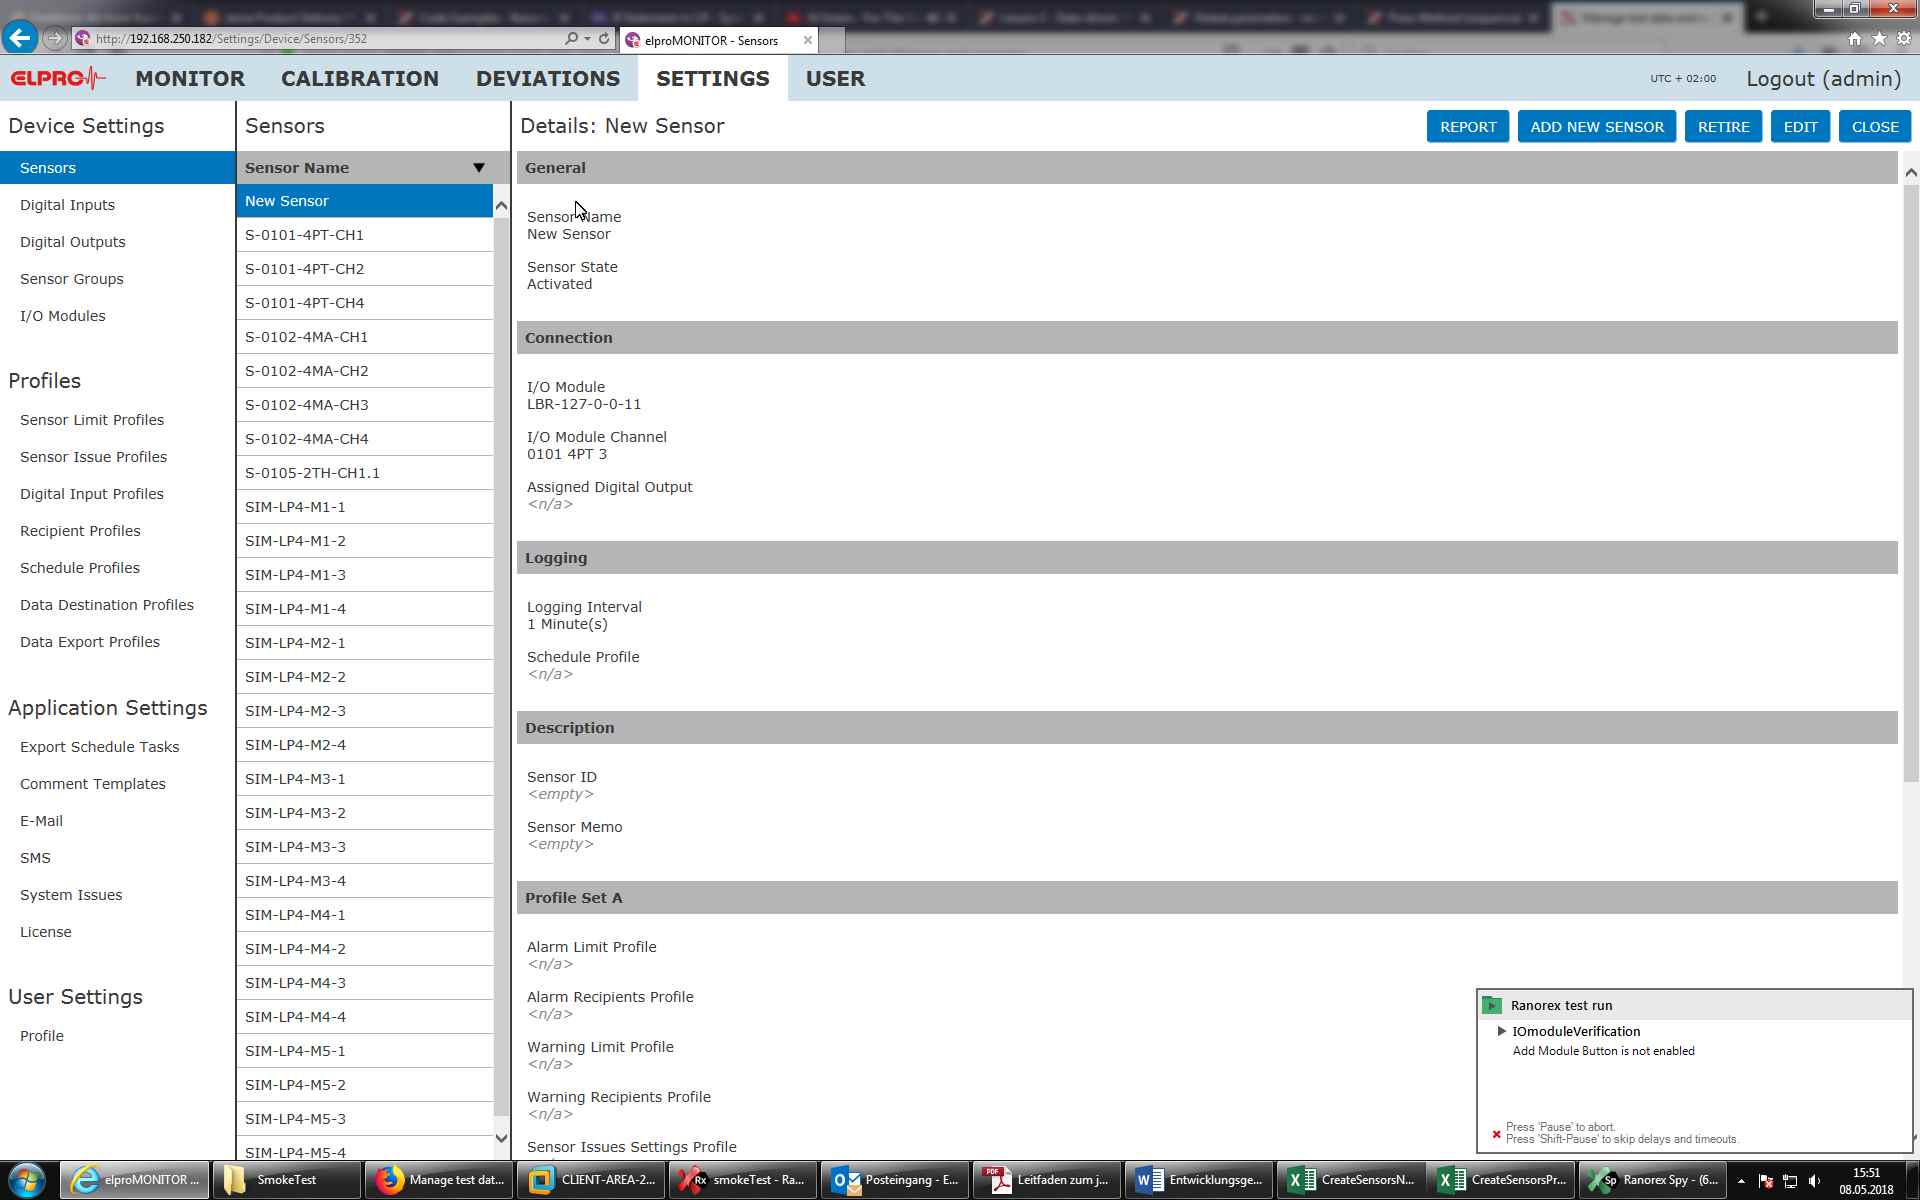 http://192.168.250.182/Settings/Device/Sensors/352
elproMONITOR - Sensors
ELPRO
MONITOR
CALIBRATION
DEVIATIONS
SETTINGS
USER
UTC + 02:00
Logout (admin)
Device Settings
Sensors
Digital Inputs
Digital Outputs
Sensor Groups
I/O Modules
Profiles
Sensor Limit Profiles
Sensor Issue Profiles
Digital Input Profiles
Recipient Profiles
Schedule Profiles
Data Destination Profiles
Data Export Profiles
Application Settings
Export Schedule Tasks
Comment Templates
E-Mail
SMS
System Issues
License
User Settings
Profile
Sensors
Sensor Name
New Sensor
S-0101-4PT-CH1
S-0101-4PT-CH2
S-0101-4PT-CH4
S-0102-4MA-CH1
S-0102-4MA-CH2
S-0102-4MA-CH3
S-0102-4MA-CH4
S-0105-2TH-CH1.1
SIM-LP4-M1-1
SIM-LP4-M1-2
SIM-LP4-M1-3
SIM-LP4-M1-4
SIM-LP4-M2-1
SIM-LP4-M2-2
SIM-LP4-M2-3
SIM-LP4-M2-4
SIM-LP4-M3-1
SIM-LP4-M3-2
SIM-LP4-M3-3
SIM-LP4-M3-4
SIM-LP4-M4-1
SIM-LP4-M4-2
SIM-LP4-M4-3
SIM-LP4-M4-4
SIM-LP4-M5-1
SIM-LP4-M5-2
SIM-LP4-M5-3
SIM-LP4-M5-4
Details: New Sensor
REPORT
ADD NEW SENSOR
RETIRE
EDIT
CLOSE
General
Sensor Name
New Sensor
Sensor State
Activated
Connection
I/O Module
LBR-127-0-0-11
I/O Module Channel
0101 4PT 3
Assigned Digital Output
<n/a>
Logging
Logging Interval
1 Minute(s)
Schedule Profile
<n/a>
Description
Sensor ID
<empty>
Sensor Memo
<empty>
Profile Set A
Alarm Limit Profile
<n/a>
Alarm Recipients Profile
<n/a>
Warning Limit Profile
<n/a>
Warning Recipients Profile
<n/a>
Sensor Issues Settings Profile
Ranorex test run
IOmoduleVerification
Add Module Button is not enabled
Press 'Pause' to abort.
Press 'Shift-Pause' to skip delays and timeouts.
elproMONITOR ...
SmokeTest
Manage test dat...
CLIENT-AREA-2...
smokeTest - Ra...
Posteingang - E...
Leitfaden zum j...
Entwicklungsge...
CreateSensorsN...
CreateSensorsPr...
Ranorex Spy - (6...
15:51
08.05.2018